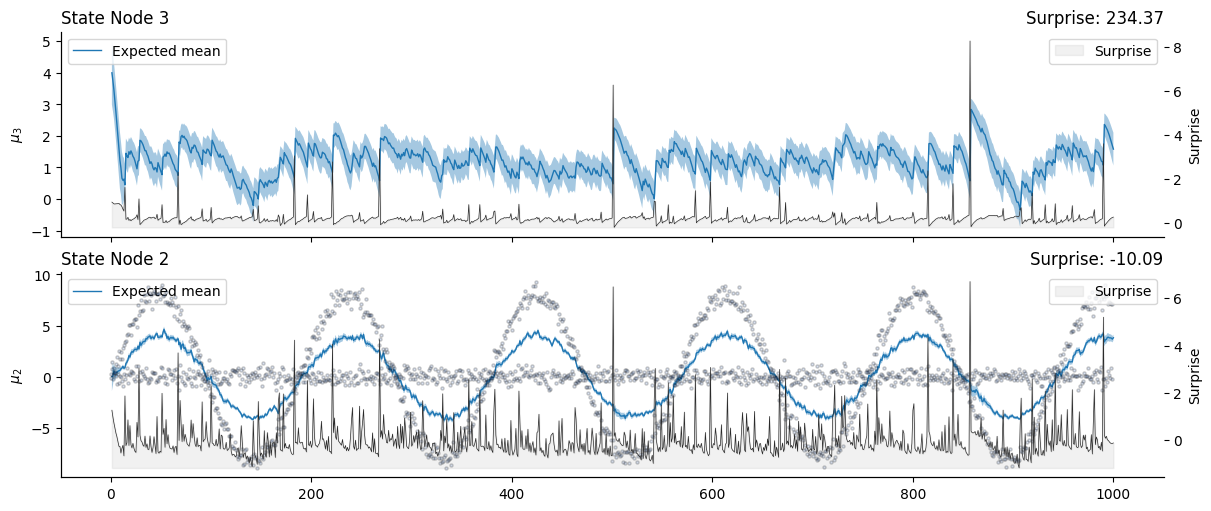 State Node 3
Surprise: 234.37
Expected mean
Surprise
5
4
3
2
1
0
−1
μ3
8
6
4
2
0
Surprise
State Node 2
Surprise: -10.09
Expected mean
Surprise
10
5
0
−5
μ2
6
4
2
0
Surprise
0
200
400
600
800
1000